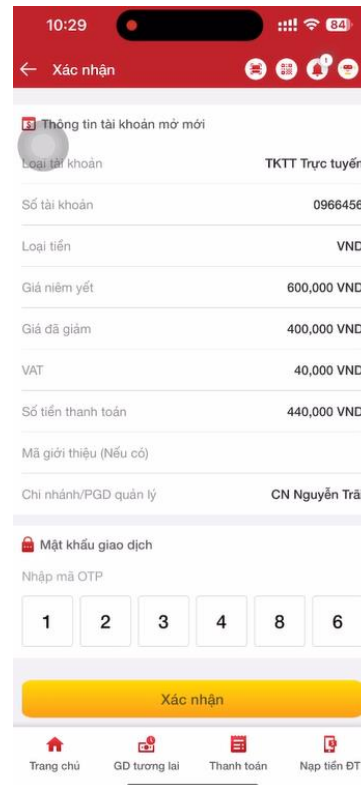 10:29 84
Xác nhận 1
Thông tin tài khoản mở mới
Loại tài khoản TKTT Trực tuyến
Số tài khoản 0966456
Loại tiền VND
Giá niêm yết 600,000 VND
Giá đã giảm 400,000 VND
VAT 40,000 VND
Số tiền thanh toán 440,000 VND
Mã giới thiệu (Nếu có)
Chi nhánh/PGD quản lý CN Nguyễn Trãi
Mật khẩu giao dịch
Nhập mã OTP
1 2 3 4 8 6
Xác nhận
Trang chủ GD tương lai Thanh toán Nạp tiền ĐT